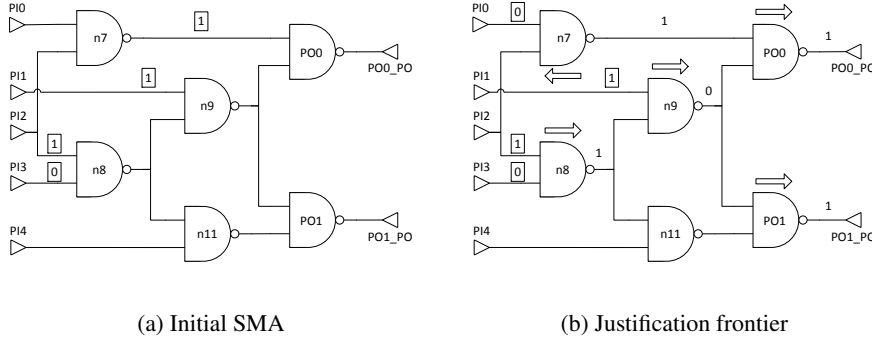 PI0
0
1
n7
1
1
PO0
PO0_PO
PI1
1
n9
0
PI2
1
PI3
0
n8
1
PI4
n11
PO1
1
PO1_PO
PI0
n7
1
PO0
PO0_PO
PI1
1
n9
PI2
1
PI3
0
n8
PI4
n11
PO1
PO1_PO
(a) Initial SMA
(b) Justification frontier